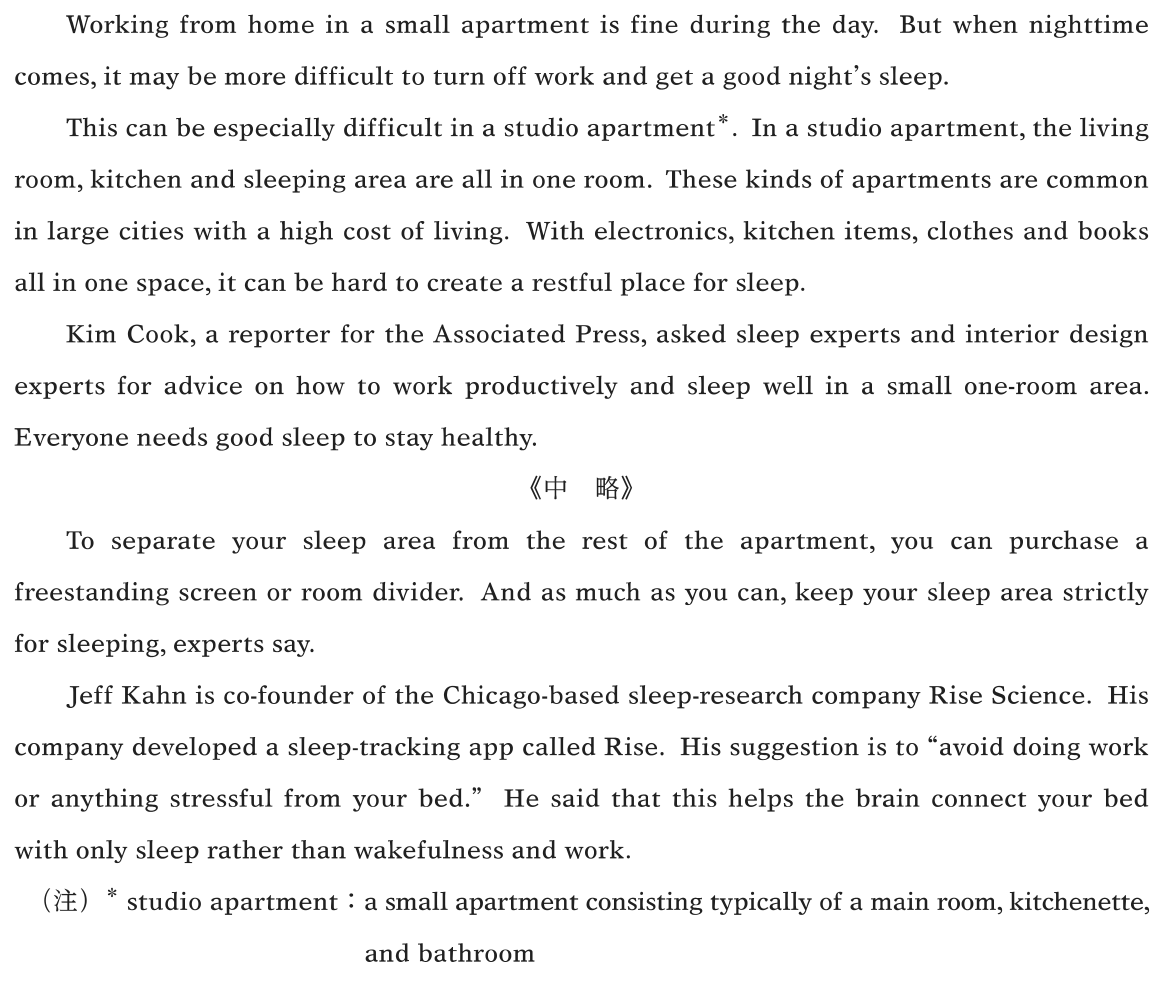 Working from home in a small apartment is fine during the day. But when nighttime
comes, it may be more difficult to turn off work and get a good night’s sleep.
This can be especially difficult in a studio apartment*. In a studio apartment, the living
room, kitchen and sleeping area are all in one room. These kinds of apartments are common
in large cities with a high cost of living. With electronics, kitchen items, clothes and books
all in one space, it can be hard to create a restful place for sleep.
Kim Cook, a reporter for the Associated Press, asked sleep experts and interior design
experts for advice on how to work productively and sleep well in a small one-room area.
Everyone needs good sleep to stay healthy.
《中　略》
To separate your sleep area from the rest of the apartment, you can purchase a
freestanding screen or room divider. And as much as you can, keep your sleep area strictly
for sleeping, experts say.
Jeff Kahn is co-founder of the Chicago-based sleep-research company Rise Science. His
company developed a sleep-tracking app called Rise. His suggestion is to “avoid doing work
or anything stressful from your bed.” He said that this helps the brain connect your bed
with only sleep rather than wakefulness and work.
（注）* studio apartment：a small apartment consisting typically of a main room, kitchenette,
and bathroom